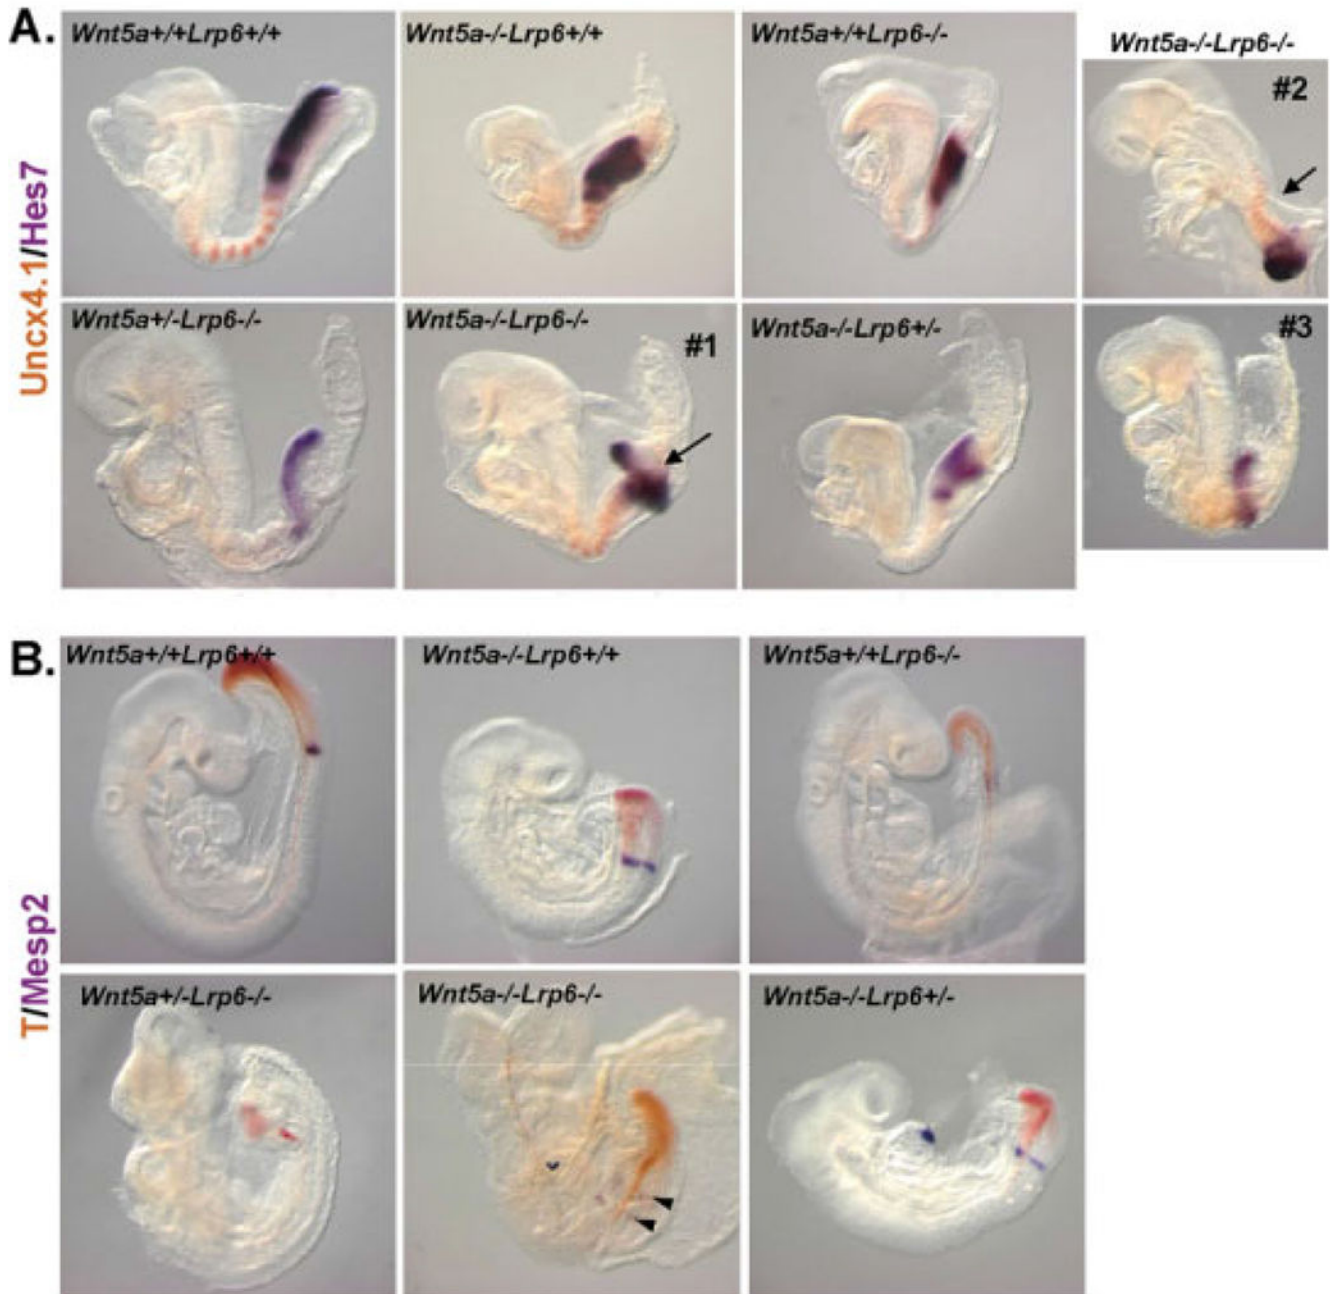 A.
Wnt5a+/+Lrp6+/+
Wnt5a-/-Lrp6+/+
Wnt5a+/+Lrp6-/-
Wnt5a-/-Lrp6-/-
#2
Uncx4.1/Hes7
Wnt5a+/-Lrp6-/-
Wnt5a-/-Lrp6-/-
#1
Wnt5a-/-Lrp6+/-
#3
B.
Wnt5a+/+Lrp6+/+
Wnt5a-/-Lrp6+/+
Wnt5a+/+Lrp6-/-
T/Mesp2
Wnt5a+/-Lrp6-/-
Wnt5a-/-Lrp6-/-
Wnt5a-/-Lrp6+/-